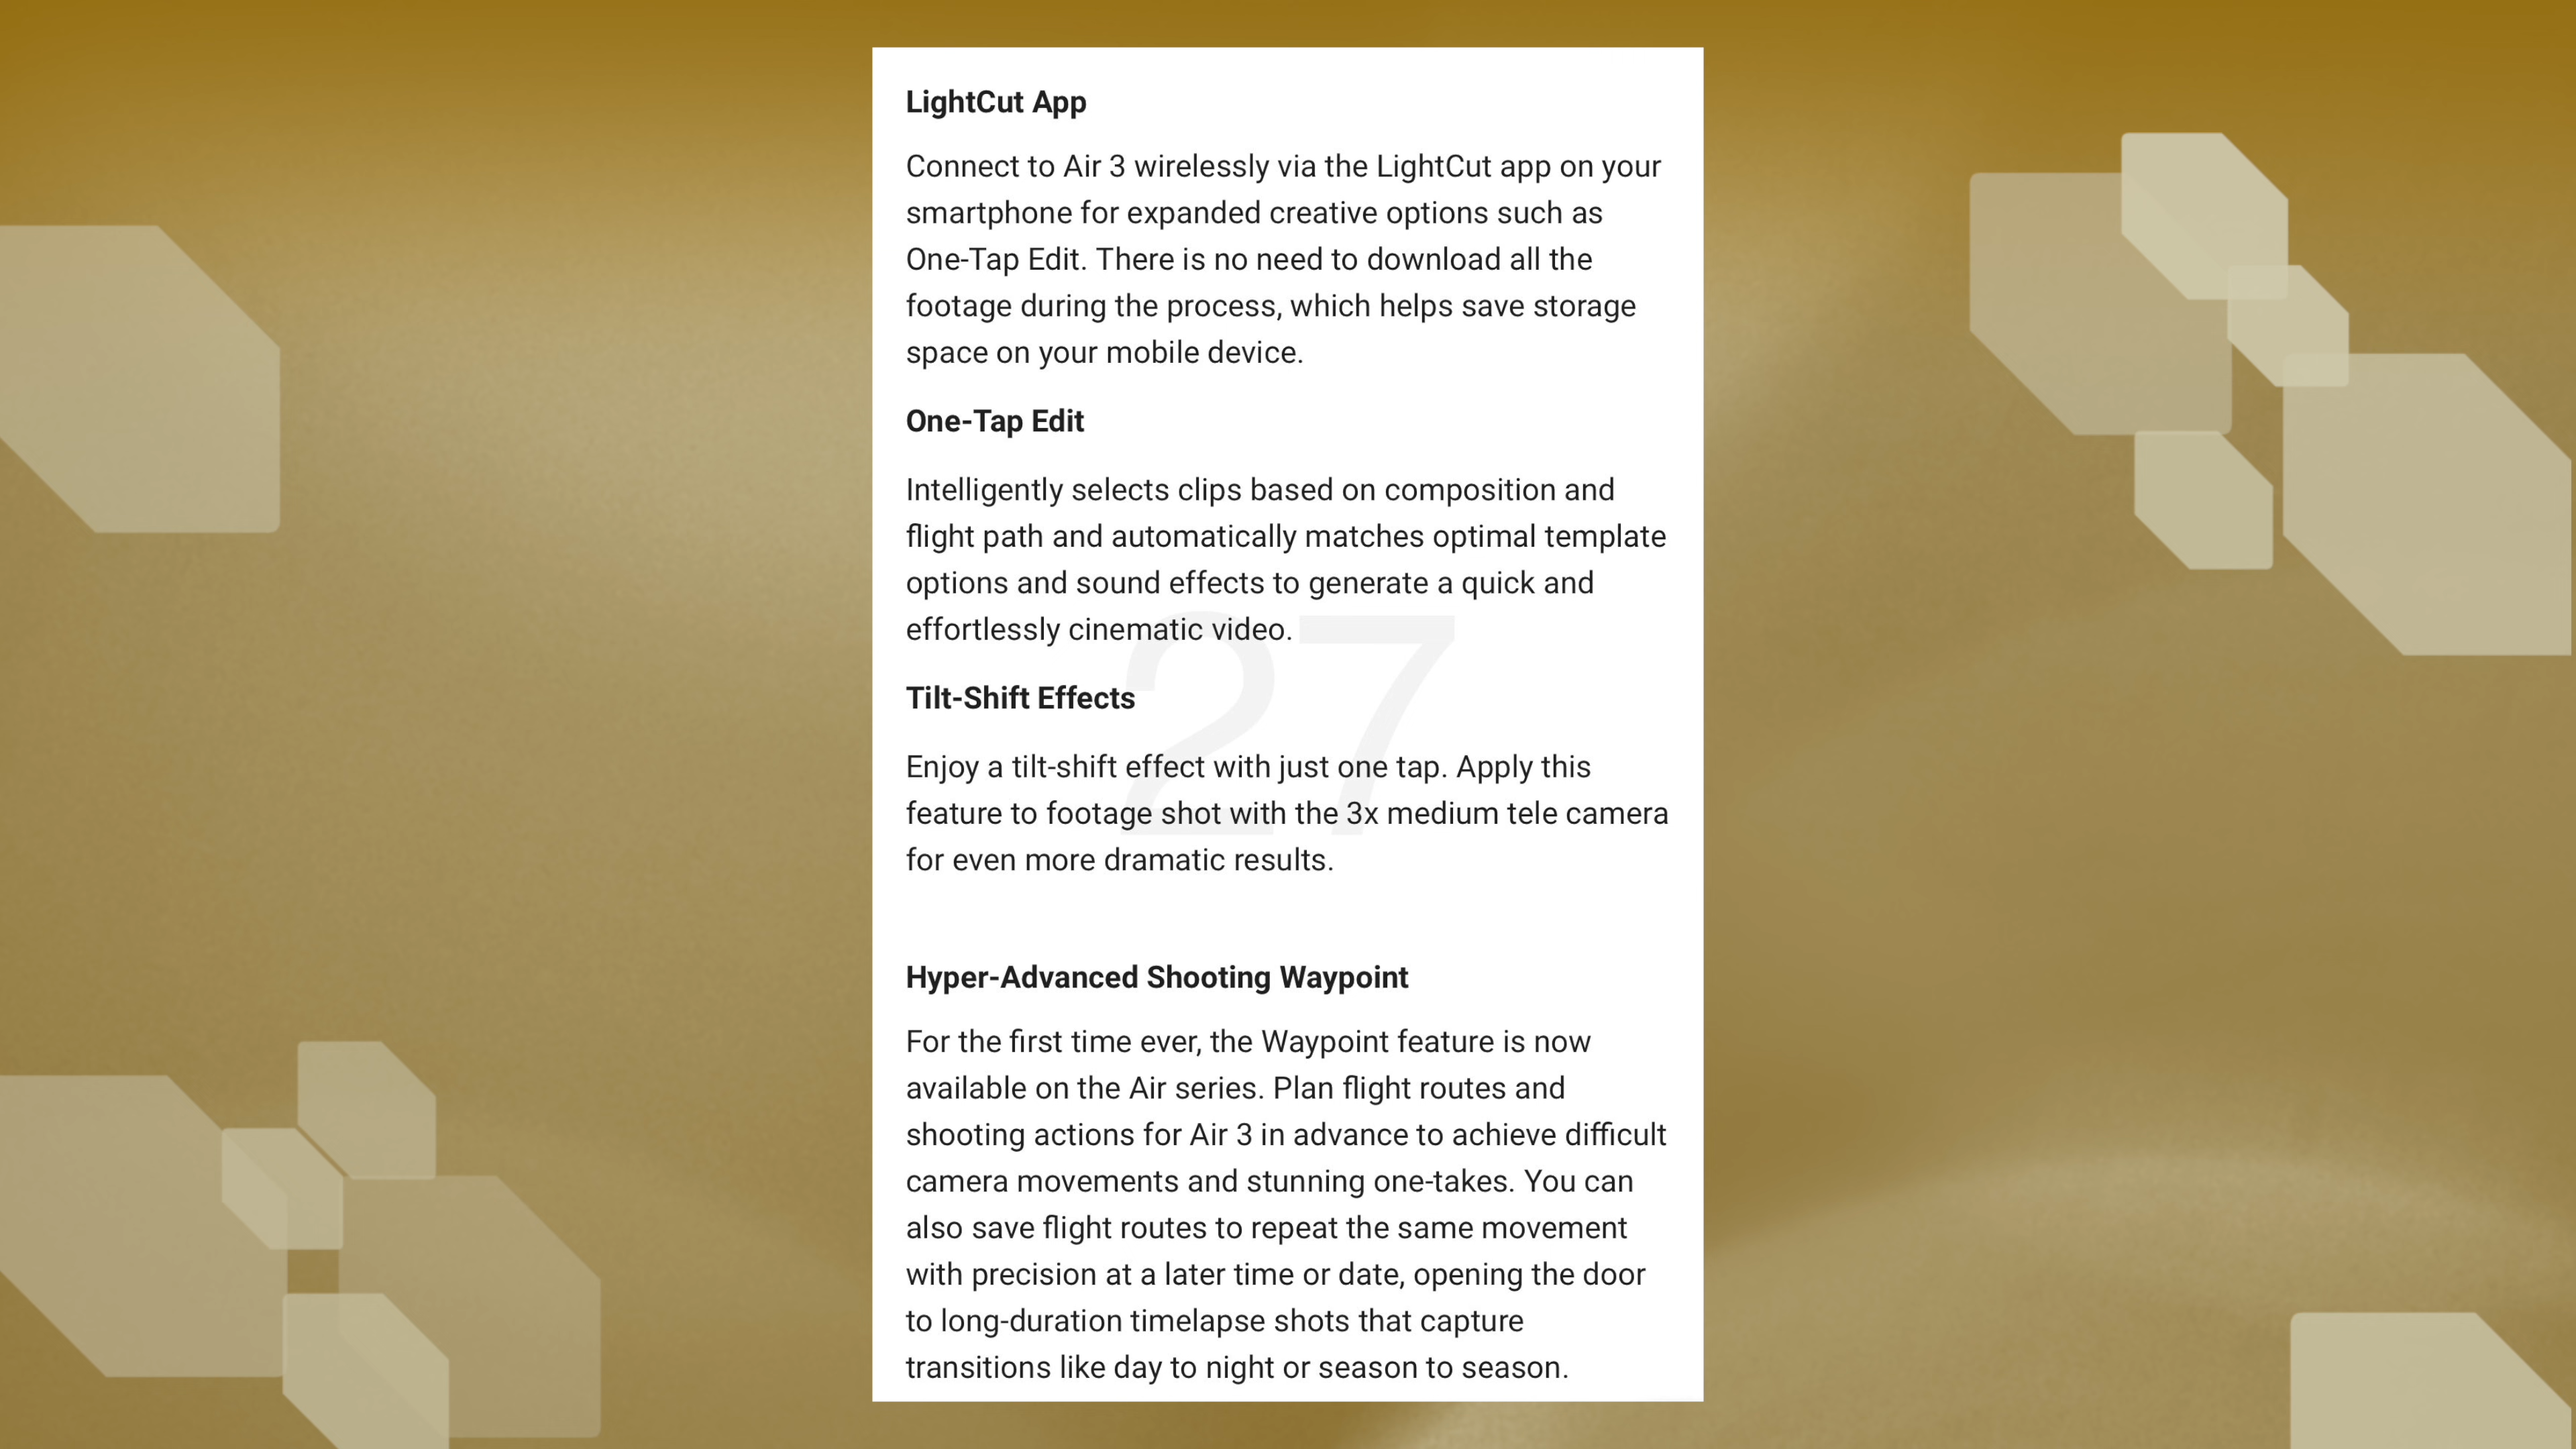 LightCut App
Connect to Air 3 wirelessly via the LightCut app on your
smartphone for expanded creative options such as
One-Tap Edit. There is no need to download all the
footage during the process, which helps save storage
space on your mobile device.
One-Tap Edit
Intelligently selects clips based on composition and
flight path and automatically matches optimal template
options and sound effects to generate a quick and
effortlessly cinematic video.
27
Tilt-Shift Effects
Enjoy a tilt-shift effect with just one tap. Apply this
feature to footage shot with the 3x medium tele camera
for even more dramatic results.
Hyper-Advanced Shooting Waypoint
For the first time ever, the Waypoint feature is now
available on the Air series. Plan flight routes and
shooting actions for Air 3 in advance to achieve difficult
camera movements and stunning one-takes. You can
also save flight routes to repeat the same movement
with precision at a later time or date, opening the door
to long-duration timelapse shots that capture
transitions like day to night or season to season.